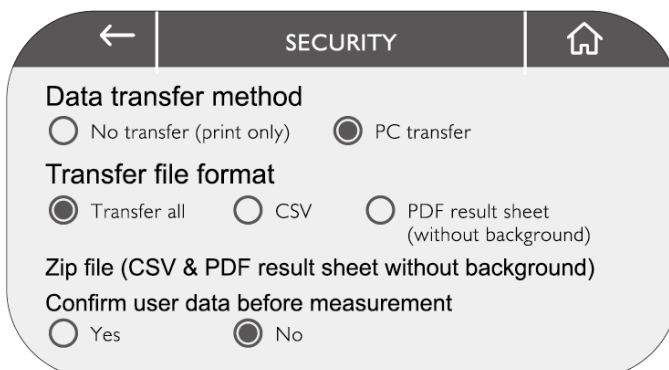 SECURITY
Data transfer method
No transfer (print only) PC transfer
Transfer file format
Transfer all CSV PDF result sheet
(without background)
Zip file (CSV & PDF result sheet without background)
Confirm user data before measurement
Yes No